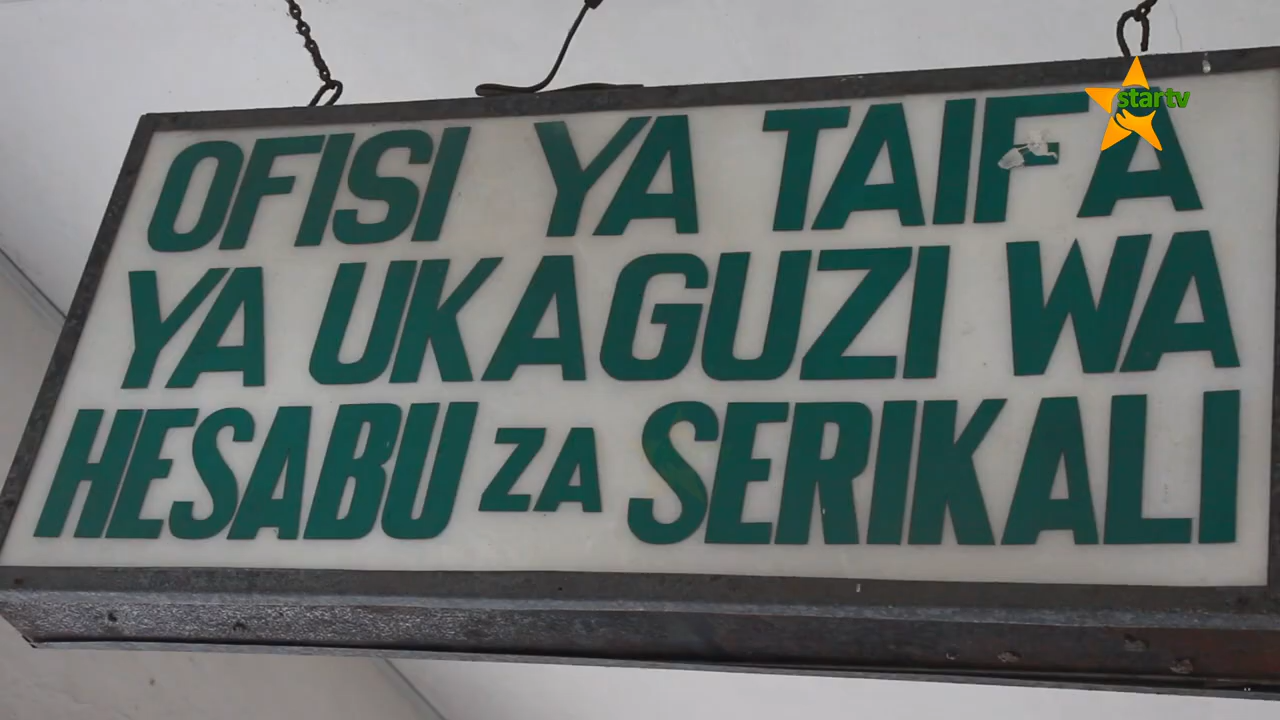 startv
OFISI YA TAIFA
YA UKAGUZI WA
HESABU ZA SERIKALI